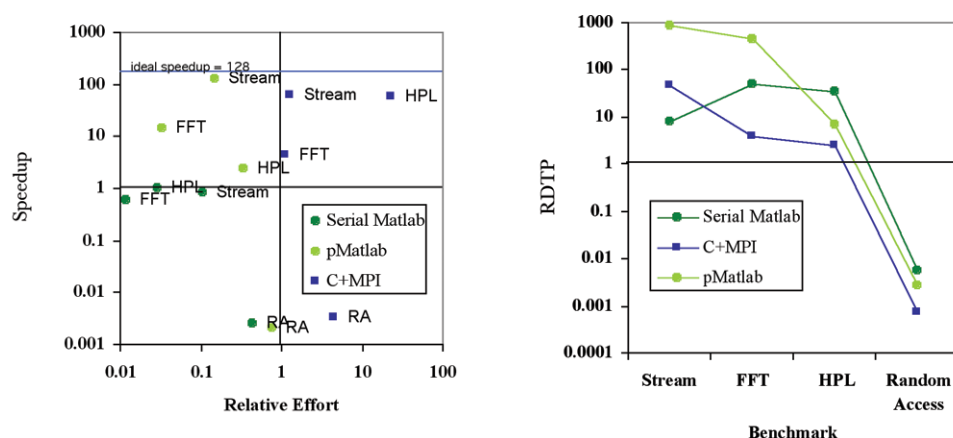 1000
ideal speedup = 128
100
Stream
Stream
HPL
10
FFT
HPL
FFT
1
HPL
FFT
Stream
0.1
Serial Matlab
pMatlab
C+MPI
0.01
RA
RA
RA
0.001
0.01
0.1
1
10
100
Speedup
Relative Effort
1000
100
10
1
0.1
0.01
0.001
0.0001
RDTP
Serial Matlab
C+MPI
pMatlab
Stream
FFT
HPL
Random
Access
Benchmark